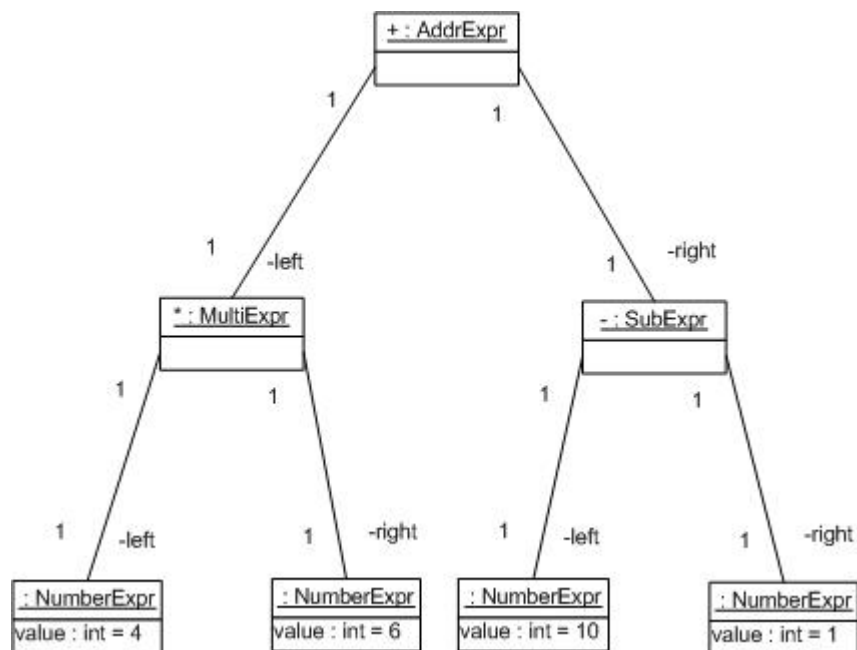 + : AddrExpr
1
1
1
-left
1
-right
* : MultiExpr
- : SubExpr
1
1
1
1
1
-left
1
-right
1
-left
1
-right
: NumberExpr
value : int = 4
: NumberExpr
value : int = 6
: NumberExpr
value : int = 10
: NumberExpr
value : int = 1